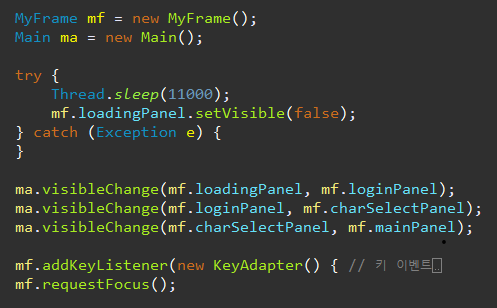 MyFrame mf = new MyFrame();
Main ma = new Main();
try {
Thread.sleep(11000);
mf.loadingPanel.setVisible(false);
} catch (Exception e) {
}
ma.visibleChange(mf.loadingPanel, mf.loginPanel);
ma.visibleChange(mf.loginPanel, mf.charSelectPanel);
ma.visibleChange(mf.charSelectPanel, mf.mainPanel);
mf.addKeyListener(new KeyAdapter() { // 키 이벤트..
mf.requestFocus();